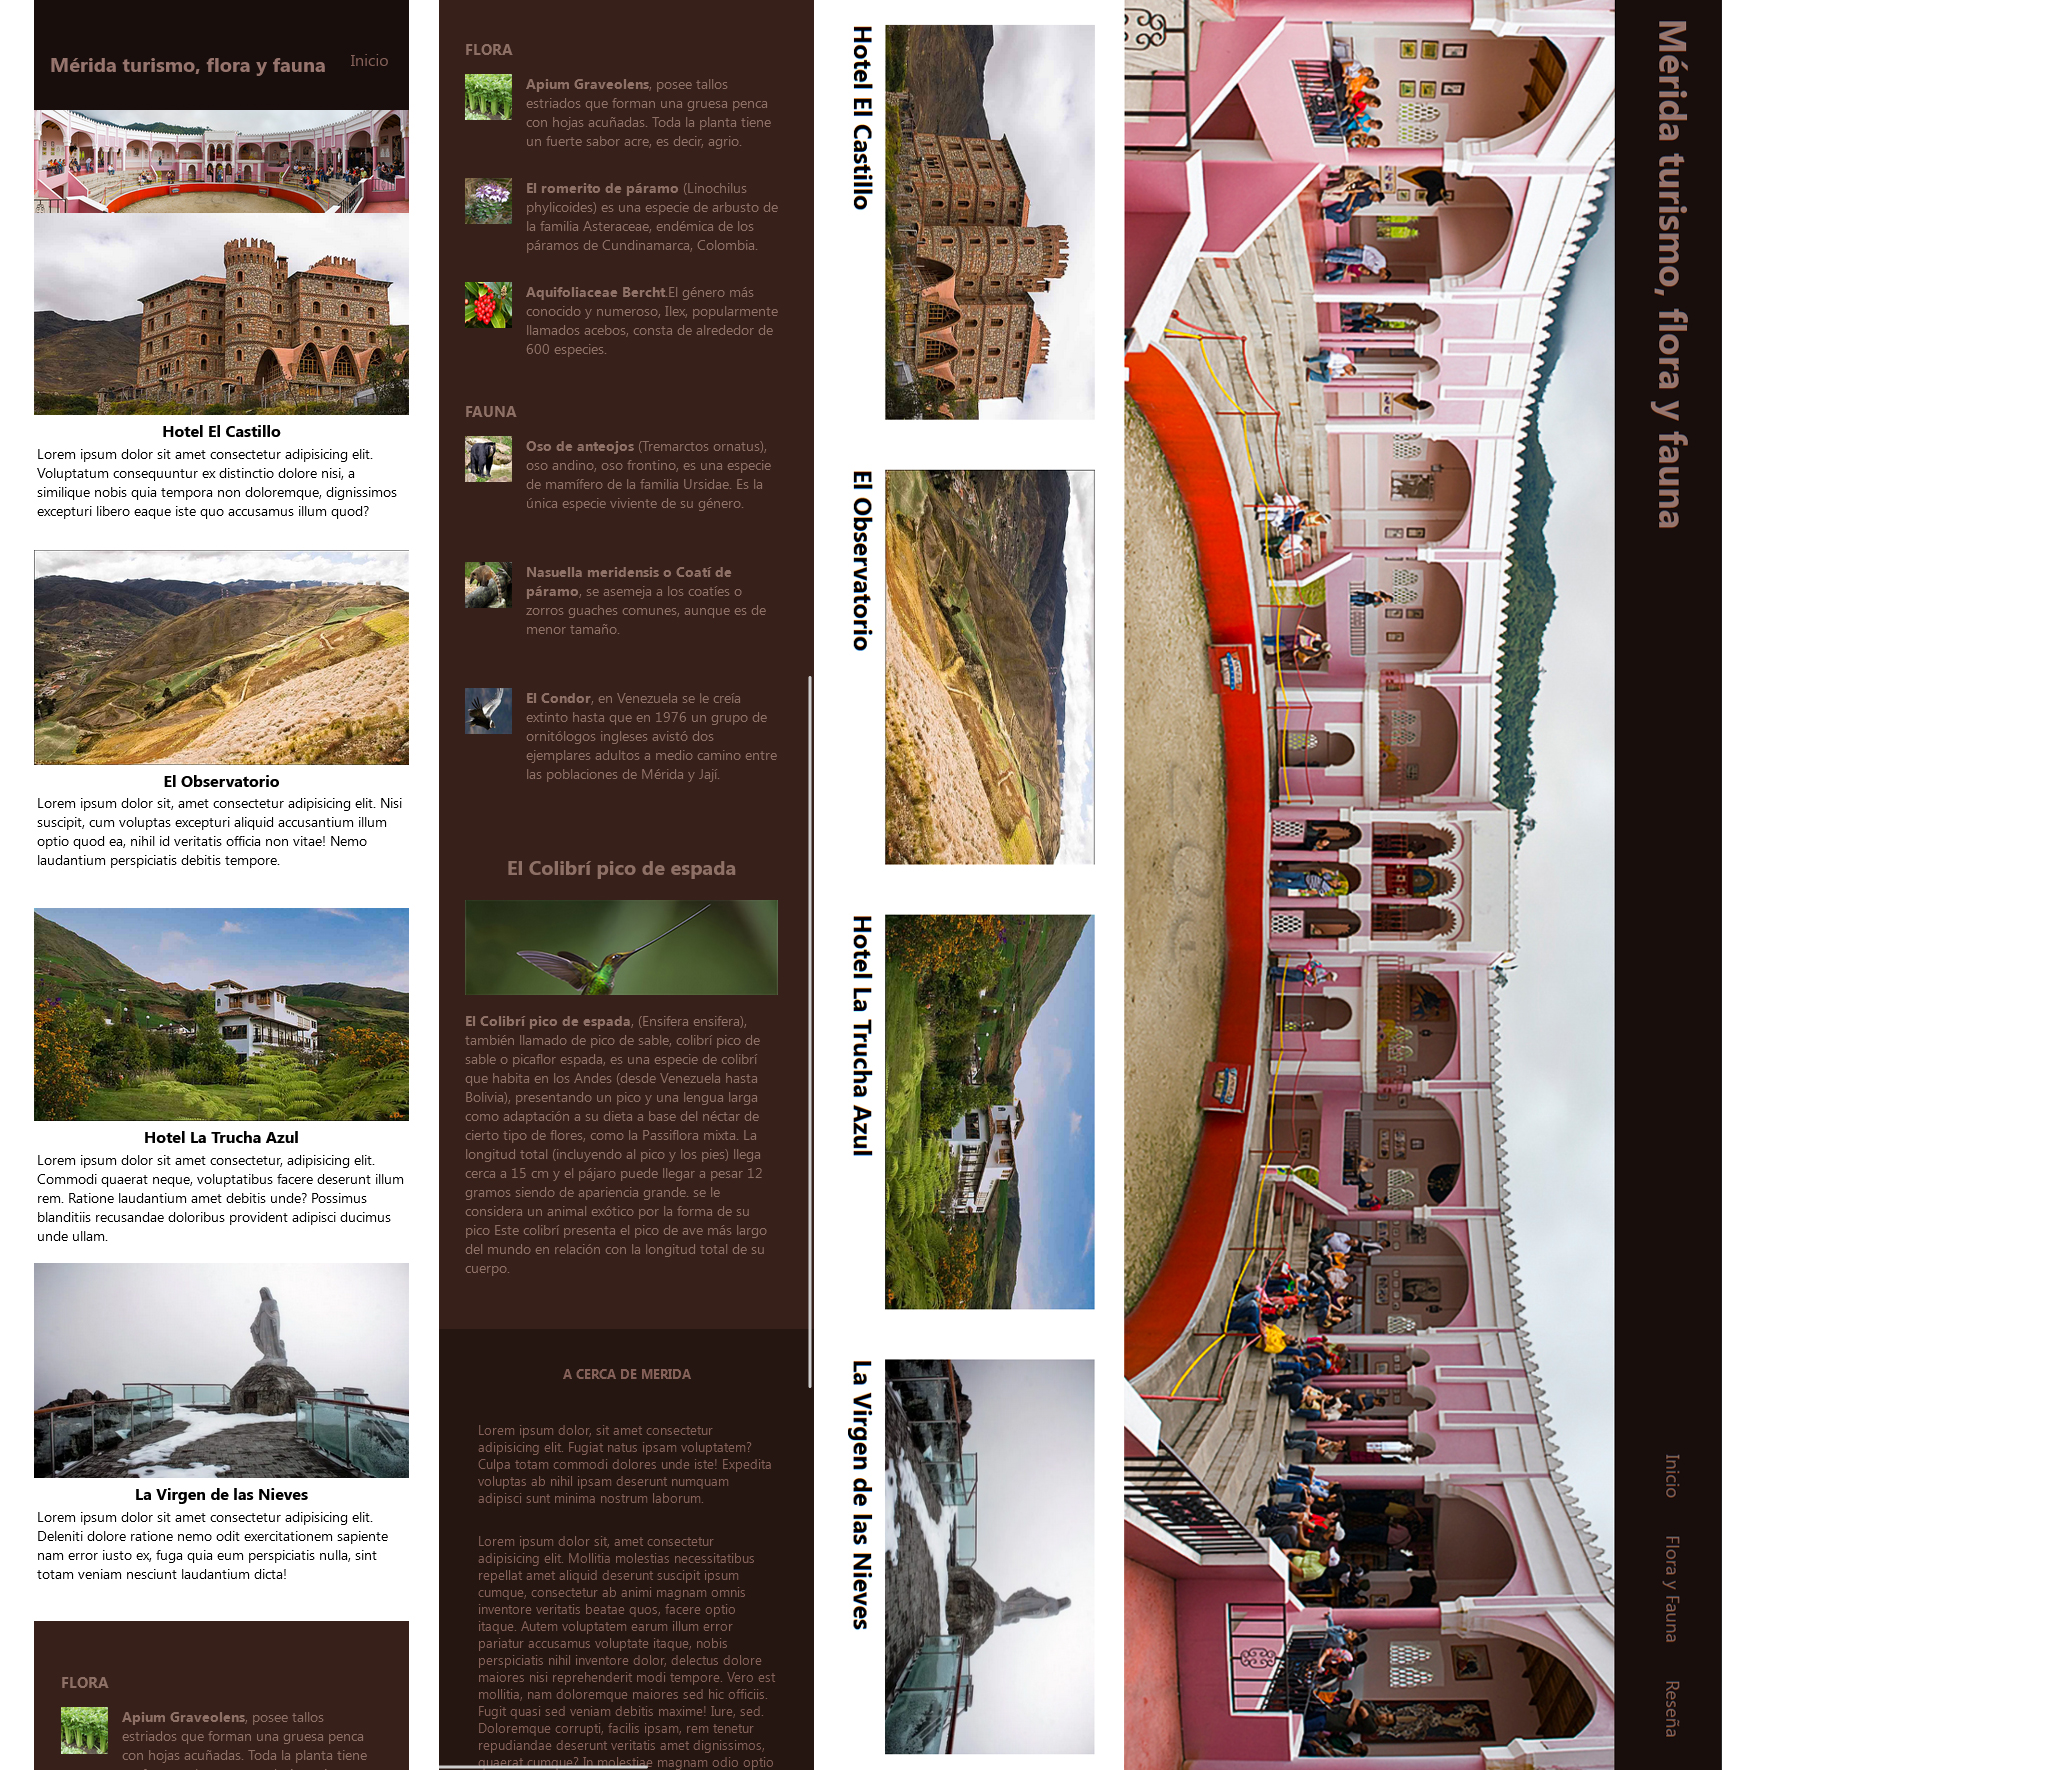 Mérida turismo, flora y fauna
Inicio
Hotel El Castillo
Lorem ipsum dolor sit amet consectetur adipisicing elit.
Voluptatum consequuntur ex distinctio dolore nisi, a
similique nobis quia tempora non doloremque, dignissimos
excepturi libero eaque iste quo accusamus illum quod?
El Observatorio
Lorem ipsum dolor sit, amet consectetur adipisicing elit. Nisi
suscipit, cum voluptas excepturi aliquid accusantium illum
optio quod ea, nihil id veritatis officia non vitae! Nemo
laudantium perspiciatis debitis tempore.
Hotel La Trucha Azul
Lorem ipsum dolor sit amet consectetur, adipisicing elit.
Commodi quaerat neque, voluptatibus facere deserunt illum
rem. Ratione laudantium amet debitis unde? Possimus
blanditiis recusandae doloribus provident adipisci ducimus
unde ullam.
La Virgen de las Nieves
Lorem ipsum dolor sit amet consectetur adipisicing elit.
Deleniti dolore ratione nemo odit exercitationem sapiente
nam error iusto ex, fuga quia eum perspiciatis nulla, sint
totam veniam nesciunt laudantium dicta!
FLORA
Apium Graveolens, posee tallos
estriados que forman una gruesa penca
con hojas acuñadas. Toda la planta tiene
FLORA
Apium Graveolens, posee tallos
estriados que forman una gruesa penca
con hojas acuñadas. Toda la planta tiene
un fuerte sabor acre, es decir, agrio.
El romerito de páramo (Linochilus
phylicoides) es una especie de arbusto de
la familia Asteraceae, endémica de los
páramos de Cundinamarca, Colombia.
Aquifoliaceae Bercht.El género más
conocido y numeroso, Ilex, popularmente
llamados acebos, consta de alrededor de
600 especies.
FAUNA
Oso de anteojos (Tremarctos ornatus),
oso andino, oso frontino, es una especie
de mamífero de la familia Ursidae. Es la
única especie viviente de su género.
Nasuella meridensis o Coatí de
páramo, se asemeja a los coatíes o
zorros guaches comunes, aunque es de
menor tamaño.
El Condor, en Venezuela se le creía
extinto hasta que en 1976 un grupo de
ornitólogos ingleses avistó dos
ejemplares adultos a medio camino entre
las poblaciones de Mérida y Jají.
El Colibrí pico de espada
El Colibrí pico de espada, (Ensifera ensifera),
también llamado de pico de sable, colibrí pico de
sable o picaflor espada, es una especie de colibrí
que habita en los Andes (desde Venezuela hasta
Bolivia), presentando un pico y una lengua larga
como adaptación a su dieta a base del néctar de
cierto tipo de flores, como la Passiflora mixta. La
longitud total (incluyendo al pico y los pies) llega
cerca a 15 cm y el pájaro puede llegar a pesar 12
gramos siendo de apariencia grande. se le
considera un animal exótico por la forma de su
pico Este colibrí presenta el pico de ave más largo
del mundo en relación con la longitud total de su
cuerpo.
A CERCA DE MERIDA
Lorem ipsum dolor, sit amet consectetur
adipisicing elit. Fugiat natus ipsam voluptatem?
Culpa totam commodi dolores unde iste! Expedita
voluptas ab nihil ipsam deserunt numquam
adipisci sunt minima nostrum laborum.
Lorem ipsum dolor sit, amet consectetur
adipisicing elit. Mollitia molestias necessitatibus
repellat amet aliquid deserunt suscipit ipsum
cumque, consectetur ab animi magnam omnis
inventore veritatis beatae quos, facere optio
itaque. Autem voluptatem earum illum error
pariatur accusamus voluptate itaque, nobis
perspiciatis nihil inventore dolor, delectus dolore
maiores nisi reprehenderit modi tempore. Vero est
mollitia, nam doloremque maiores sed hic officiis.
Fugit quasi sed veniam debitis maxime! Iure, sed.
Doloremque corrupti, facilis ipsam, rem tenetur
repudiandae deserunt veritatis amet dignissimos,
quaerat cumque? In molestiae magnam odio optio
Mérida turismo, flora y fauna
Inicio
Flora y Fauna
Reseña
Hotel El Castillo
El Observatorio
Hotel La Trucha Azul
La Virgen de las Nieves